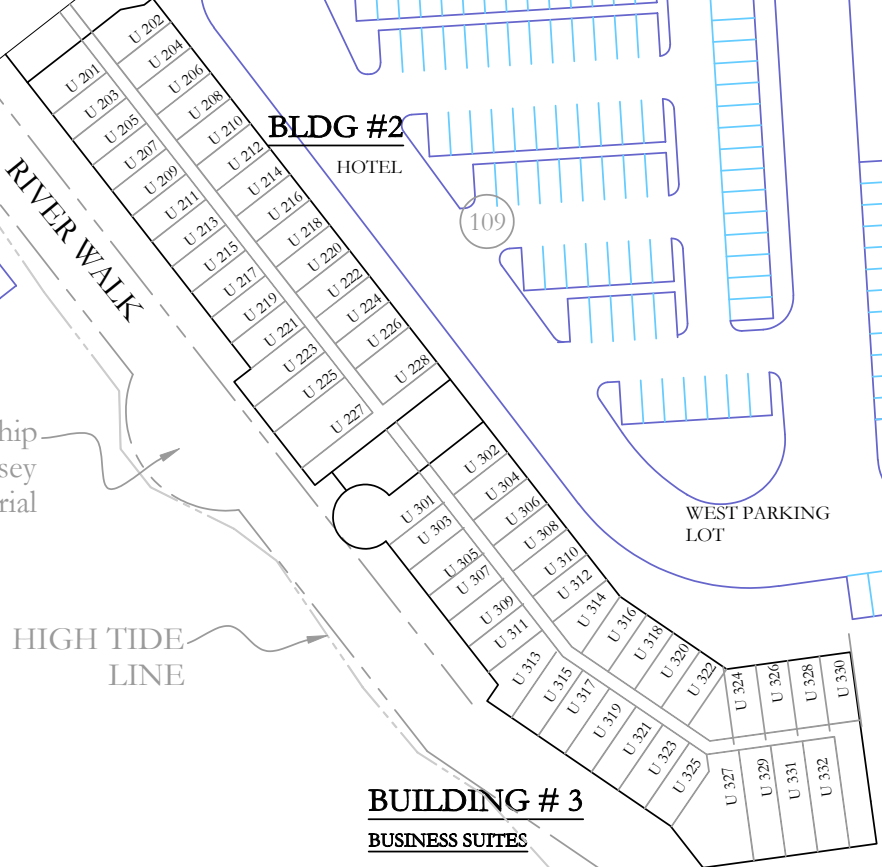 U 202
U 204
U 206
U 208
U 210
U 212
U 214
U 216
U 218
U 220
U 222
U 224
U 226
U 228
U 201
U 203
U 205
U 207
U 209
U 211
U 213
U 215
U 217
U 219
U 221
U 223
U 225
U 227
BLDG #2
HOTEL
109
RIVER WALK
hip
sey
rial
HIGH TIDE
LINE
WEST PARKING
LOT
U 302
U 304
U 306
U 308
U 310
U 312
U 314
U 316
U 318
U 320
U 322
U 324
U 326
U 328
U 330
U 301
U 303
U 305
U 307
U 309
U 311
U 313
U 315
U 317
U 319
U 321
U 323
U 325
U 327
U 329
U 331
U 332
BUILDING # 3
BUSINESS SUITES